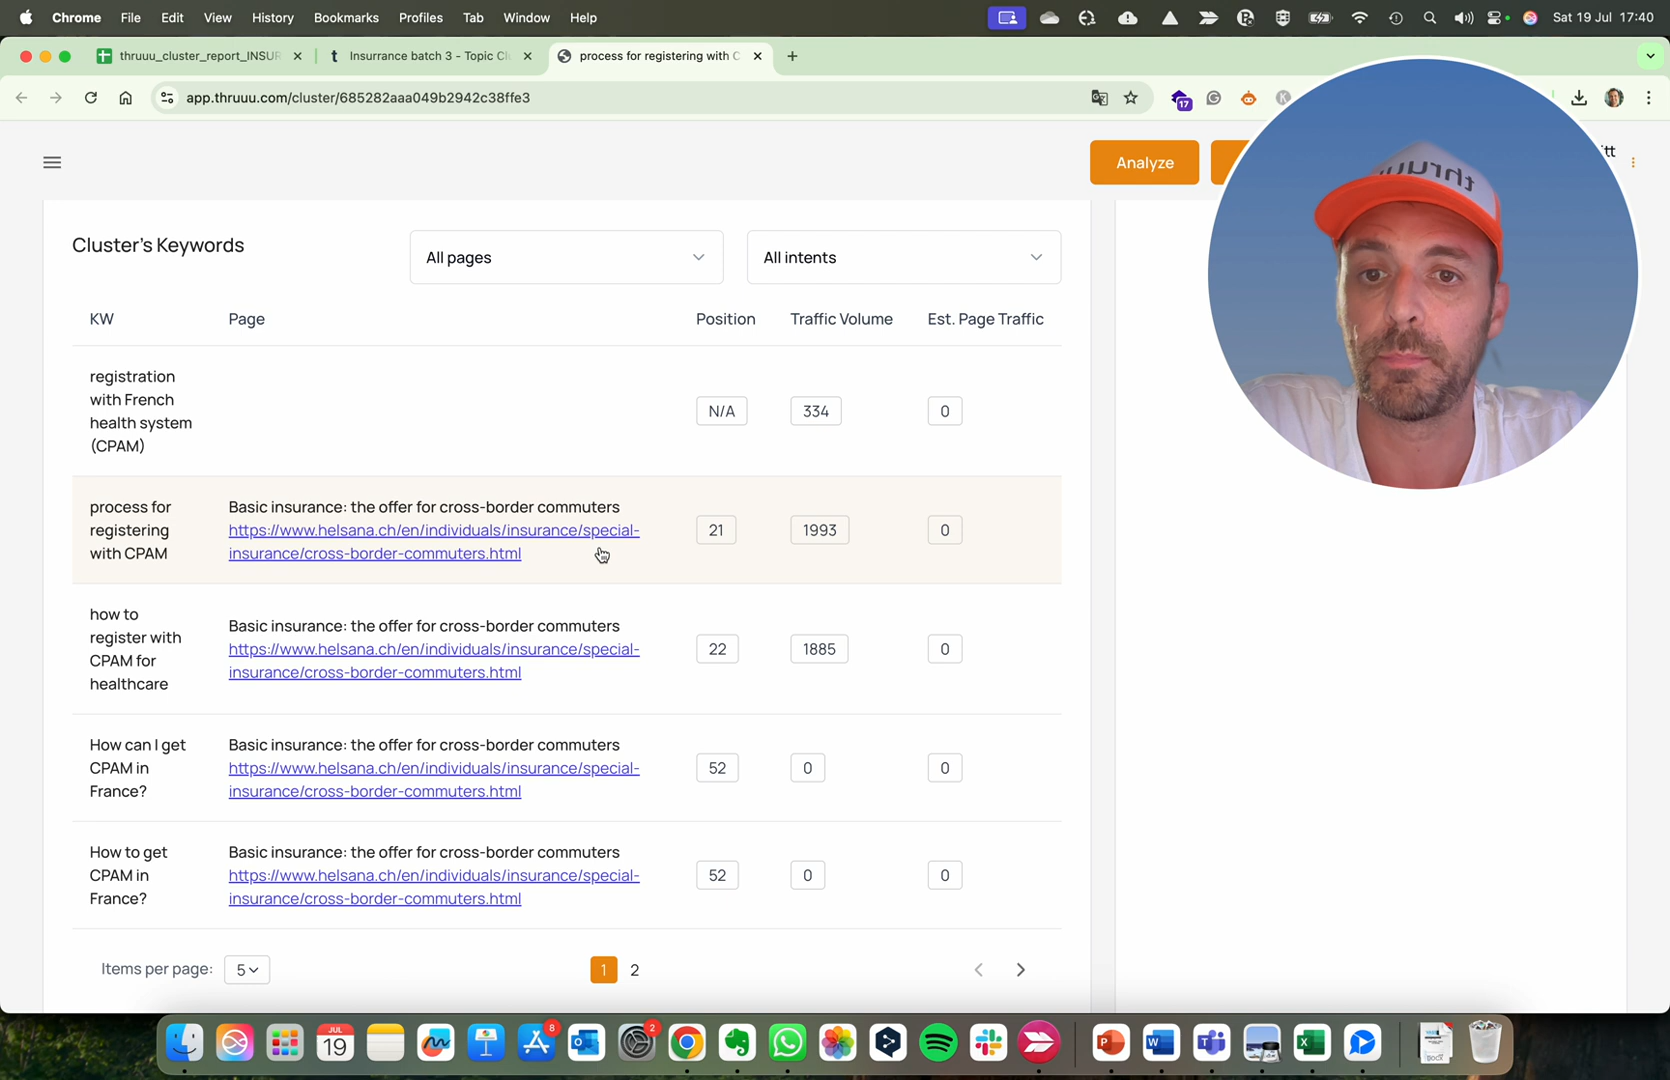 Chrome File Edit View History Bookmarks Profiles Tab Window Help
Sat 19 Jul 17:40
thruuu_cluster_report_INSUR
t Insurrance batch 3 - Topic Cl
process for registering with C
app.thruuu.com/cluster/685282aaa049b2942c38ffe3
17
Analyze
itt
thruuu
Cluster's Keywords
All pages
All intents
KW Page Position Traffic Volume Est. Page Traffic
registration
with French
health system
(CPAM)
N/A 334 0
process for
registering
with CPAM
Basic insurance: the offer for cross-border commuters
https://www.helsana.ch/en/individuals/insurance/special-
insurance/cross-border-commuters.html
21 1993 0
how to
register with
CPAM for
healthcare
Basic insurance: the offer for cross-border commuters
https://www.helsana.ch/en/individuals/insurance/special-
insurance/cross-border-commuters.html
22 1885 0
How can I get
CPAM in
France?
Basic insurance: the offer for cross-border commuters
https://www.helsana.ch/en/individuals/insurance/special-
insurance/cross-border-commuters.html
52 0 0
How to get
CPAM in
France?
Basic insurance: the offer for cross-border commuters
https://www.helsana.ch/en/individuals/insurance/special-
insurance/cross-border-commuters.html
52 0 0
Items per page: 5
1 2
JUL
19
8
2
DOCX